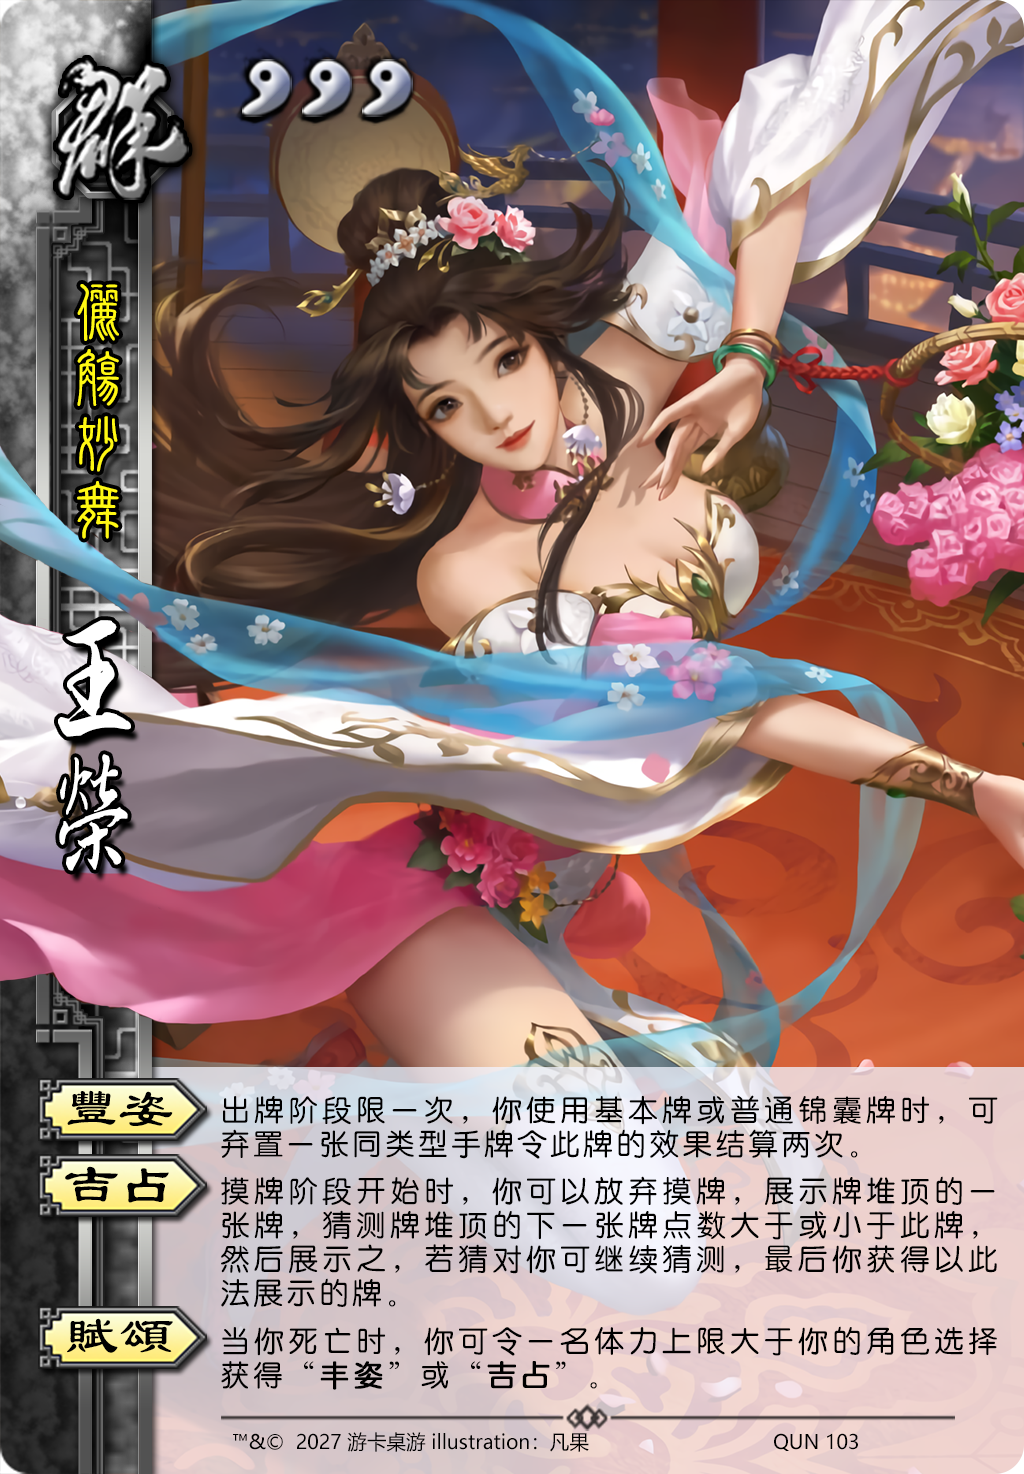 群
儷觴妙舞
王榮
豐姿
出牌阶段限一次，你使用基本牌或普通锦囊牌时，可
弃置一张同类型手牌令此牌的效果结算两次。
吉占
摸牌阶段开始时，你可以放弃摸牌，展示牌堆顶的一
张牌，猜测牌堆顶的下一张牌点数大于或小于此牌，
然后展示之，若猜对你可继续猜测，最后你获得以此
法展示的牌。
賦頌
当你死亡时，你可令一名体力上限大于你的角色选择
获得“丰姿”或“吉占”。
™&© 2027 游卡桌游 illustration：凡果
QUN 103